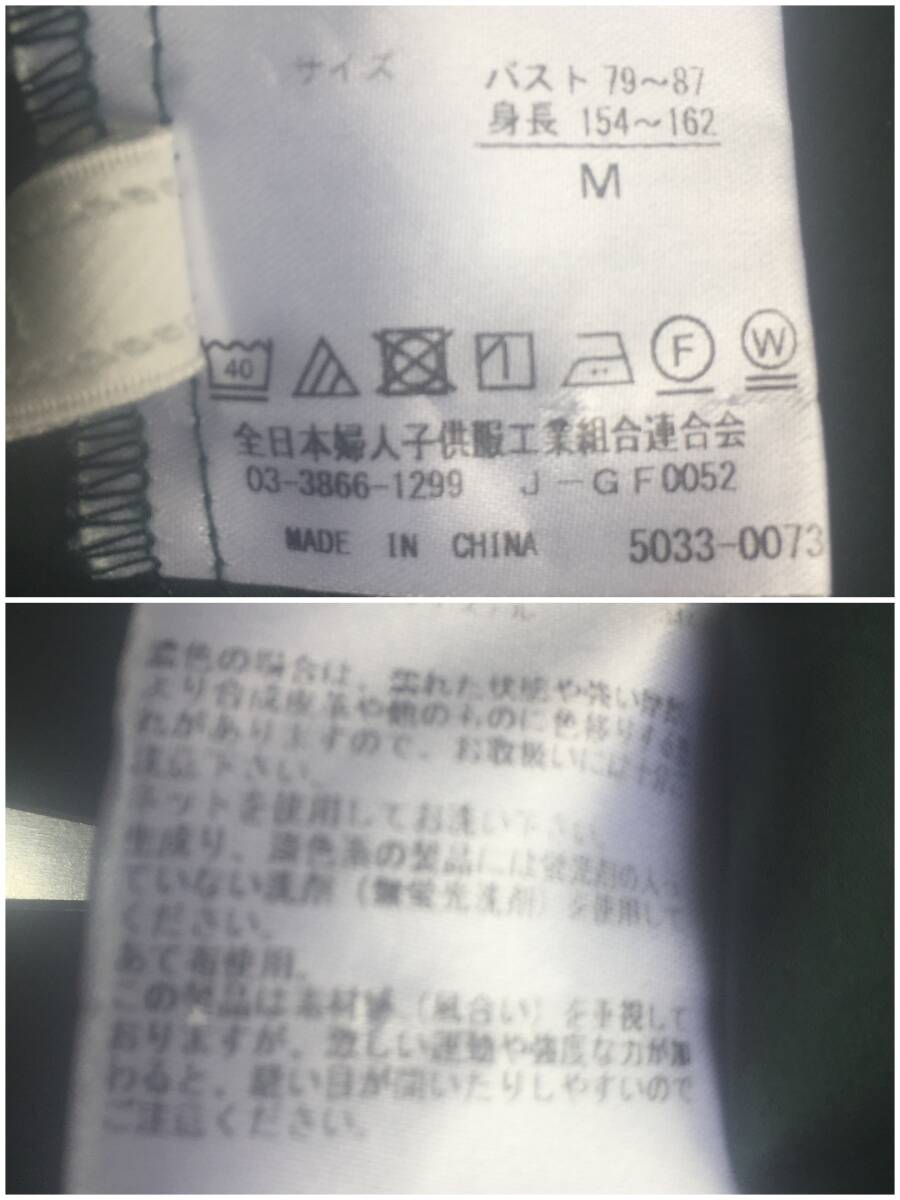 サイズ
バスト 79～87
身長 154～162
M
40 F W
全日本婦人子供服工業組合連合会
03-3866-1299 J-GF0052
MADE IN CHINA 5033-0073
濃色の場合は、濡れた状態や強い摩擦に
より合成皮革や他のものに色移りする
れがありますので、お取扱いには十分
注意下さい。
ネットを使用してお洗い下さい。
生成り、濃色系の製品には蛍光剤の入っ
ていない洗剤（無蛍光洗剤）を使用して
ください。
あて布使用。
この製品は素材感（風合い）を重視して
おりますが、激しい運動や強度な力が加
わると、縫い目が開いたりしやすいので
ご注意ください。